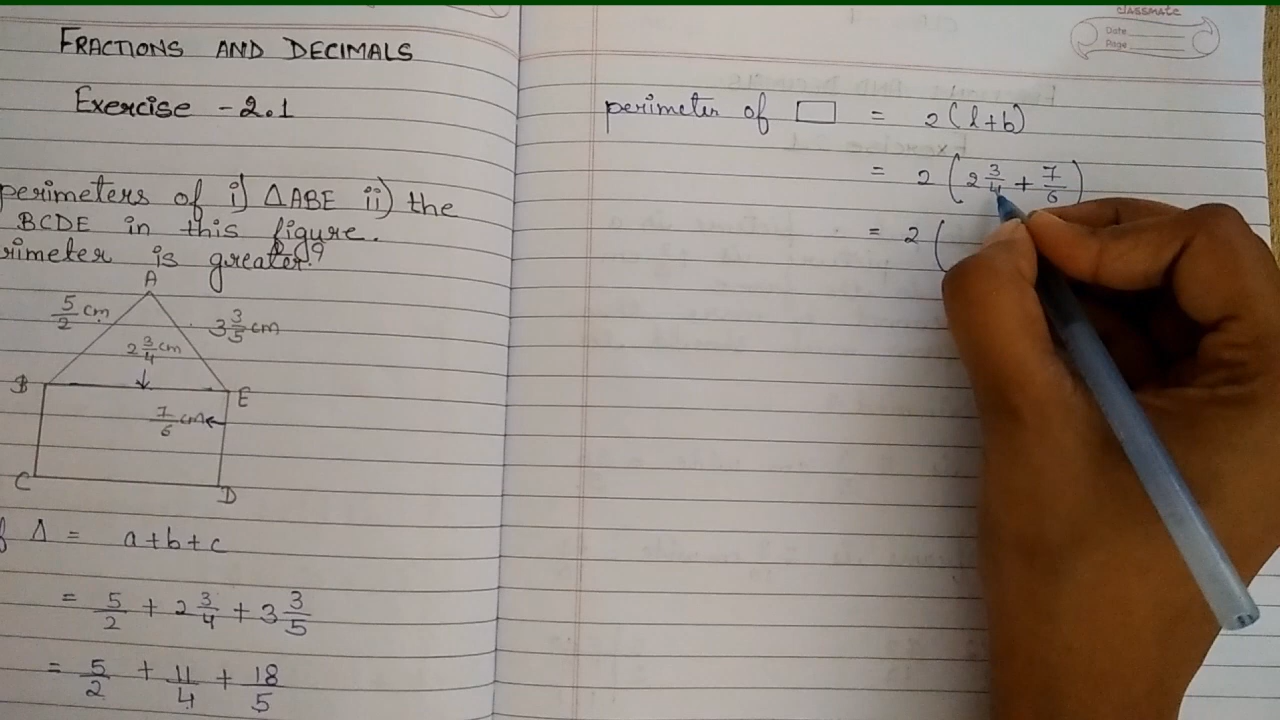 FRACTIONS AND DECIMALS
Exercise - 2.1
perimeters of i) ΔABE ii) the
BCDE in this figure.
rimeter is greater?
A
5/2 cm
3 3/5 cm
2 3/4 cm
B
E
7/6 cm
C
D
f Δ = a+b+c
= 5/2 + 2 3/4 + 3 3/5
= 5/2 + 11/4 + 18/5
classmate
Date
Page
perimeter of □ = 2(l+b)
= 2(2 3/4 + 7/6)
= 2(